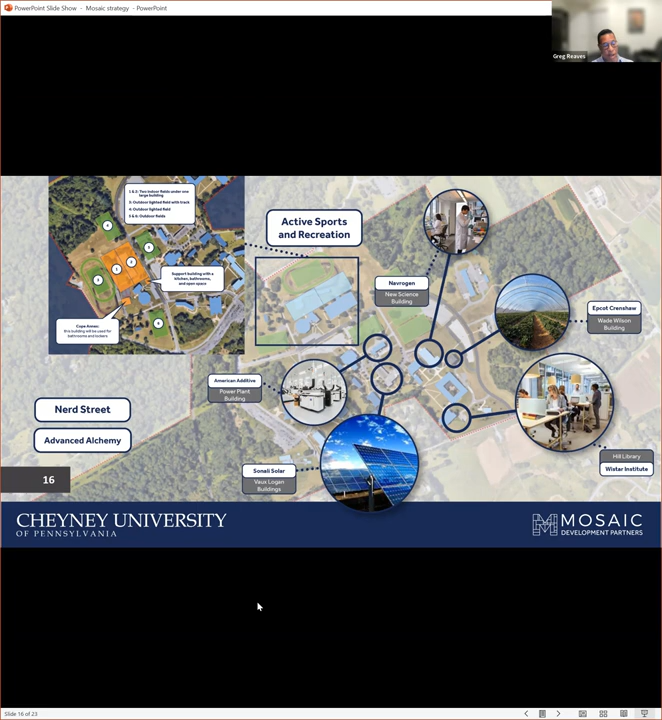 PowerPoint Slide Show - Mosaic strategy - PowerPoint
Greg Reaves
1 & 2: Two indoor fields under one
large building
3: Outdoor lighted field with track
4: Outdoor lighted field
5 & 6: Outdoor fields
Support building with a
kitchen, bathrooms,
and open space
Cope Annex:
this building will be used for
bathrooms and lockers
Active Sports
and Recreation
Navrogen
New Science
Building
Epcot Crenshaw
Wade Wilson
Building
American Additive
Power Plant
Building
Nerd Street
Advanced Alchemy
Hill Library
Wistar Institute
Sonali Solar
Vaux Logan
Buildings
16
CHEYNEY UNIVERSITY
OF PENNSYLVANIA
MOSAIC
DEVELOPMENT PARTNERS
Slide 16 of 23